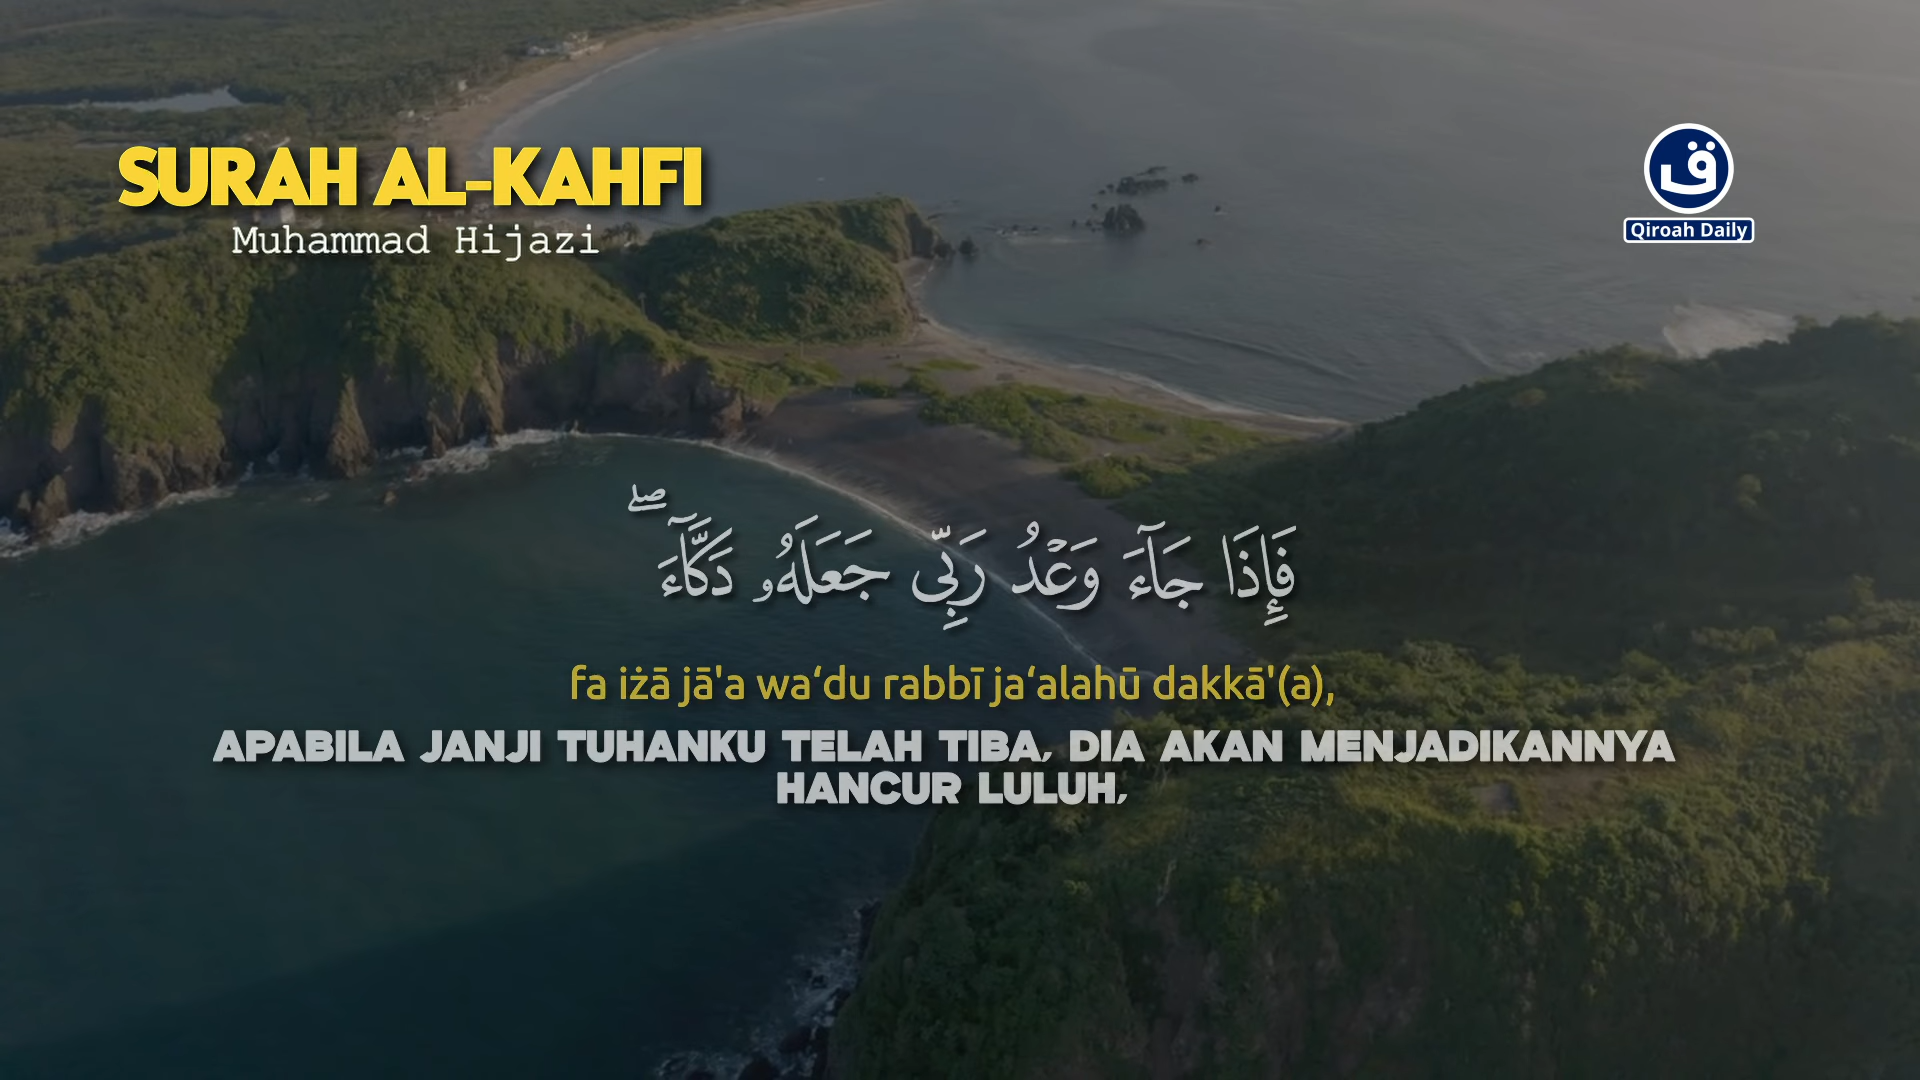 SURAH AL-KAHFI
Muhammad Hijazi
ق
Qiroah Daily
فَإِذَا جَآءَ وَعْدُ رَبِّى جَعَلَهُۥ دَكَّآءَ ۖ
fa iżā jā'a wa‘du rabbī ja‘alahū dakkā'(a),
APABILA JANJI TUHANKU TELAH TIBA, DIA AKAN MENJADIKANNYA
HANCUR LULUH,